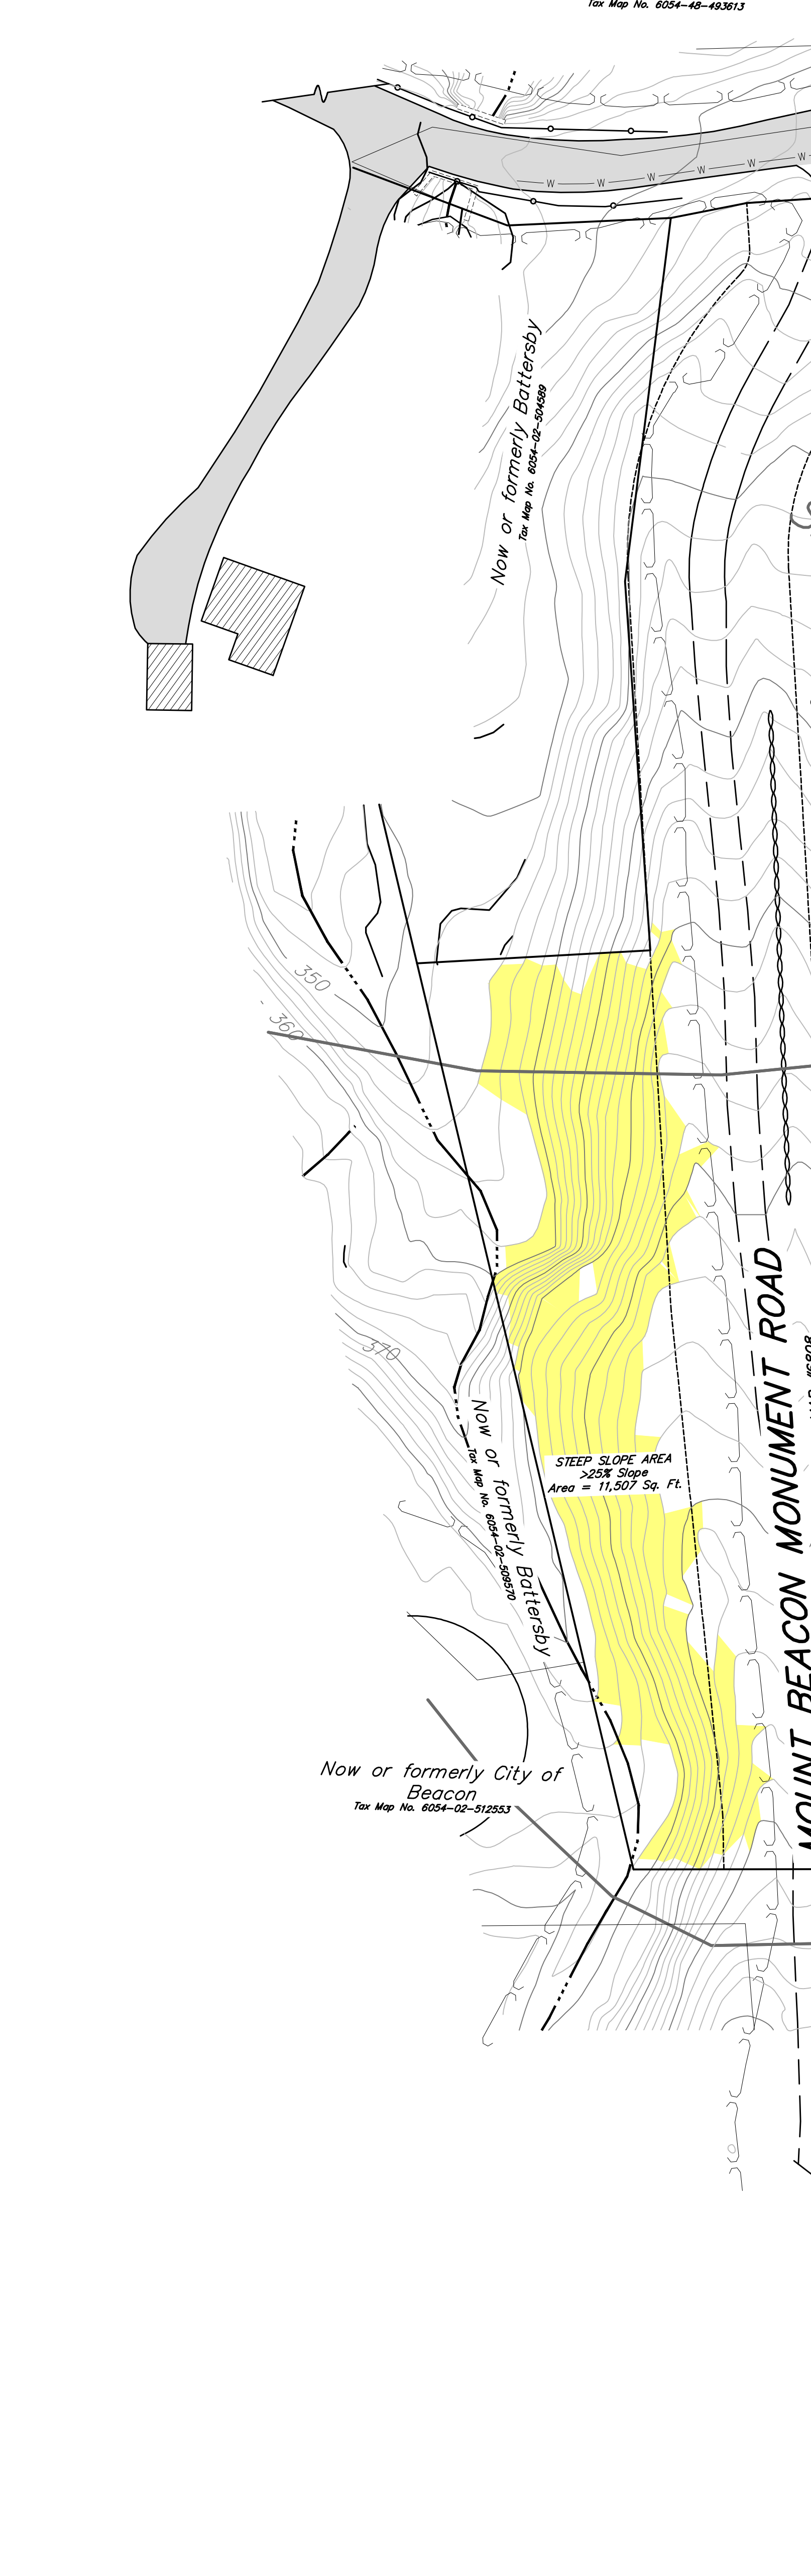 Tax Map No. 6054-48-493613
W W W W W W
Now or formerly Battersby
Tax Map No. 6054-02-504589
350
360
370
Now or formerly Battersby
Tax Map No. 6054-02-509570
STEEP SLOPE AREA
>25% Slope
Area = 11,507 Sq. Ft.
MOUNT BEACON MONUMENT ROAD
Now or formerly City of
Beacon
Tax Map No. 6054-02-512553